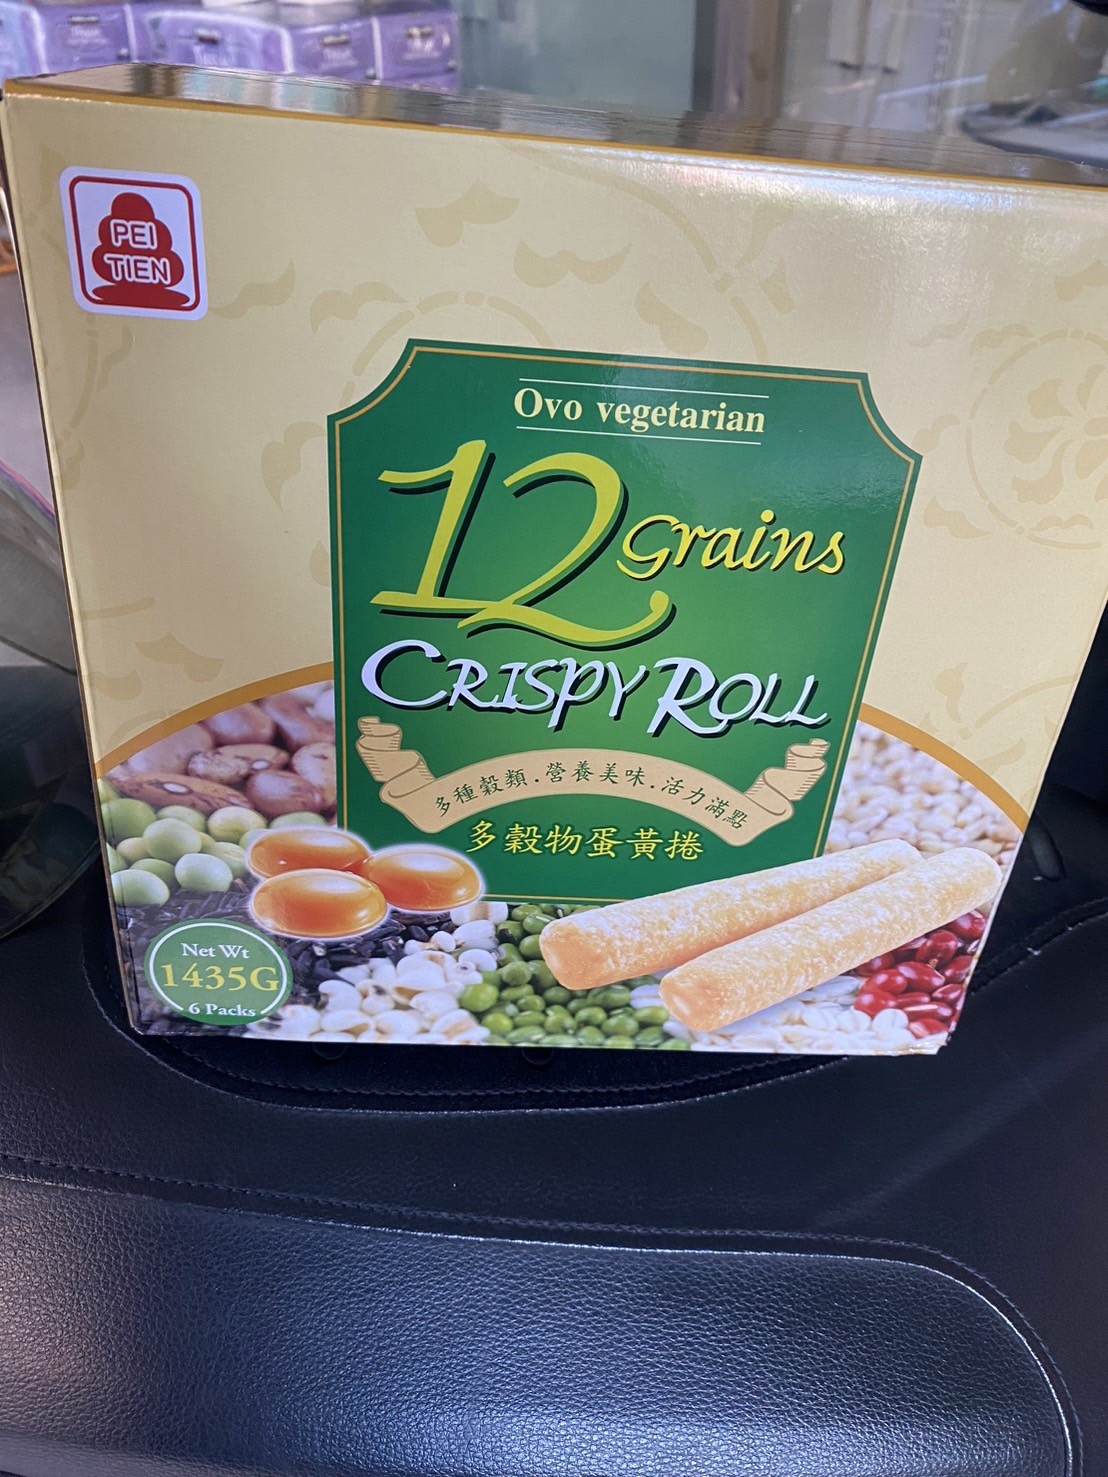 PEI
TIEN
Ovo vegetarian
12 Grains
CRISPY ROLL
多種穀類.營養美味.活力滿點
多穀物蛋黃捲
Net Wt
1435G
6 Packs